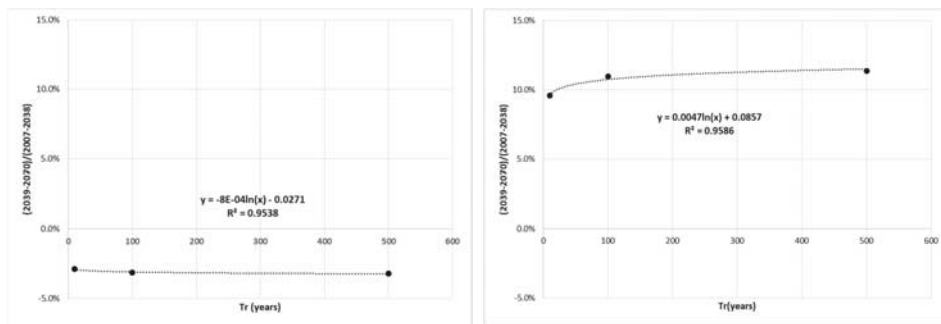 15.0%
10.0%
5.0%
0.0%
-5.0%
(2039-2070)/(2007-2038)
y = -8E-04ln(x) - 0.0271
R² = 0.9538
0 100 200 300 400 500 600
Tr (years)
15.0%
10.0%
5.0%
0.0%
-5.0%
(2039-2070)/(2007-2038)
y = 0.0047ln(x) + 0.0857
R² = 0.9586
0 100 200 300 400 500 600
Tr(years)